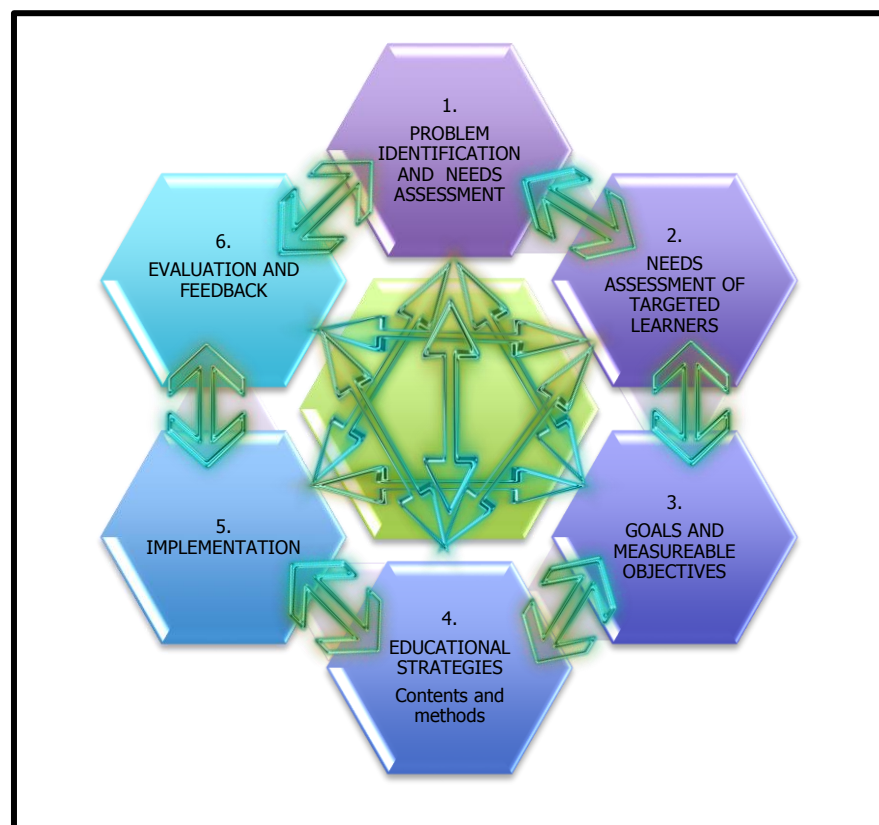 1.
PROBLEM
IDENTIFICATION
AND NEEDS
ASSESSMENT
2.
NEEDS
ASSESSMENT OF
TARGETED
LEARNERS
3.
GOALS AND
MEASUREABLE
OBJECTIVES
4.
EDUCATIONAL
STRATEGIES
Contents and
methods
5.
IMPLEMENTATION
6.
EVALUATION AND
FEEDBACK